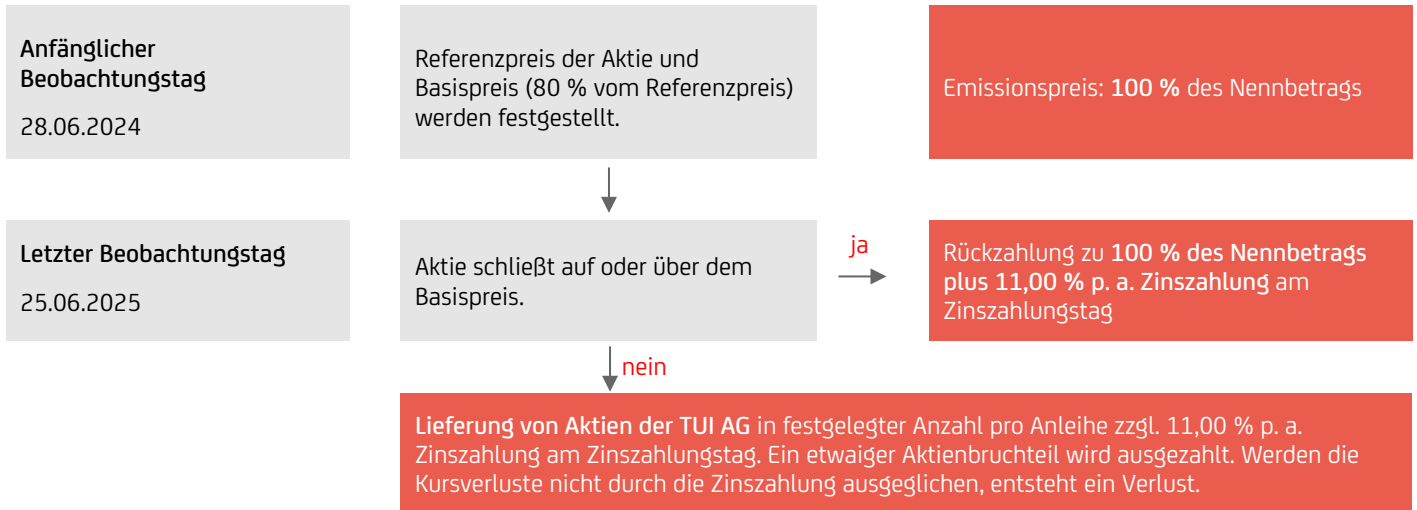 Anfänglicher
Beobachtungstag
28.06.2024
Referenzpreis der Aktie und
Basispreis (80 % vom Referenzpreis)
werden festgestellt.
Emissionspreis: 100 % des Nennbetrags
Letzter Beobachtungstag
25.06.2025
Aktie schließt auf oder über dem
Basispreis.
ja
Rückzahlung zu 100 % des Nennbetrags
plus 11,00 % p. a. Zinszahlung am
Zinszahlungstag
nein
Lieferung von Aktien der TUI AG in festgelegter Anzahl pro Anleihe zzgl. 11,00 % p. a.
Zinszahlung am Zinszahlungstag. Ein etwaiger Aktienbruchteil wird ausgezahlt. Werden die
Kursverluste nicht durch die Zinszahlung ausgeglichen, entsteht ein Verlust.